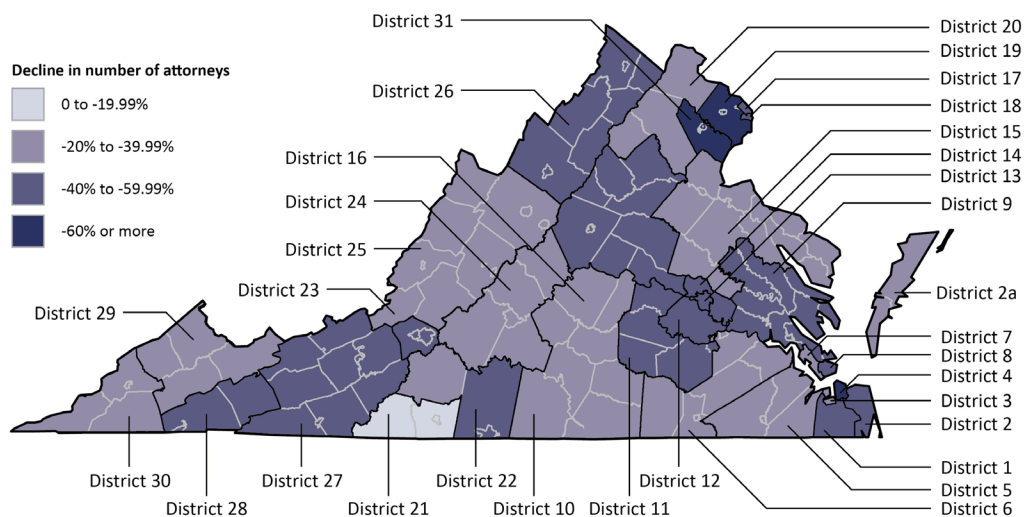 District 31
District 20
District 19
Decline in number of attorneys
0 to -19.99%
-20% to -39.99%
-40% to -59.99%
-60% or more
District 26
District 17
District 18
District 15
District 16
District 14
District 13
District 24
District 9
District 25
District 23
District 2a
District 29
District 7
District 8
District 4
District 3
District 2
District 30
District 27
District 22
District 12
District 1
District 28
District 21
District 10
District 11
District 5
District 6